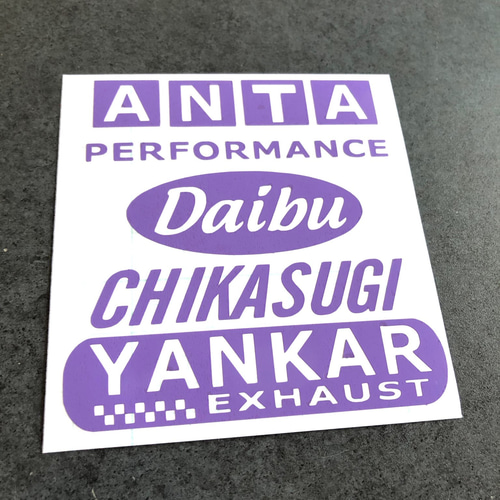 ANTA
PERFORMANCE
Daibu
CHIKASUGI
YANKAR
EXHAUST